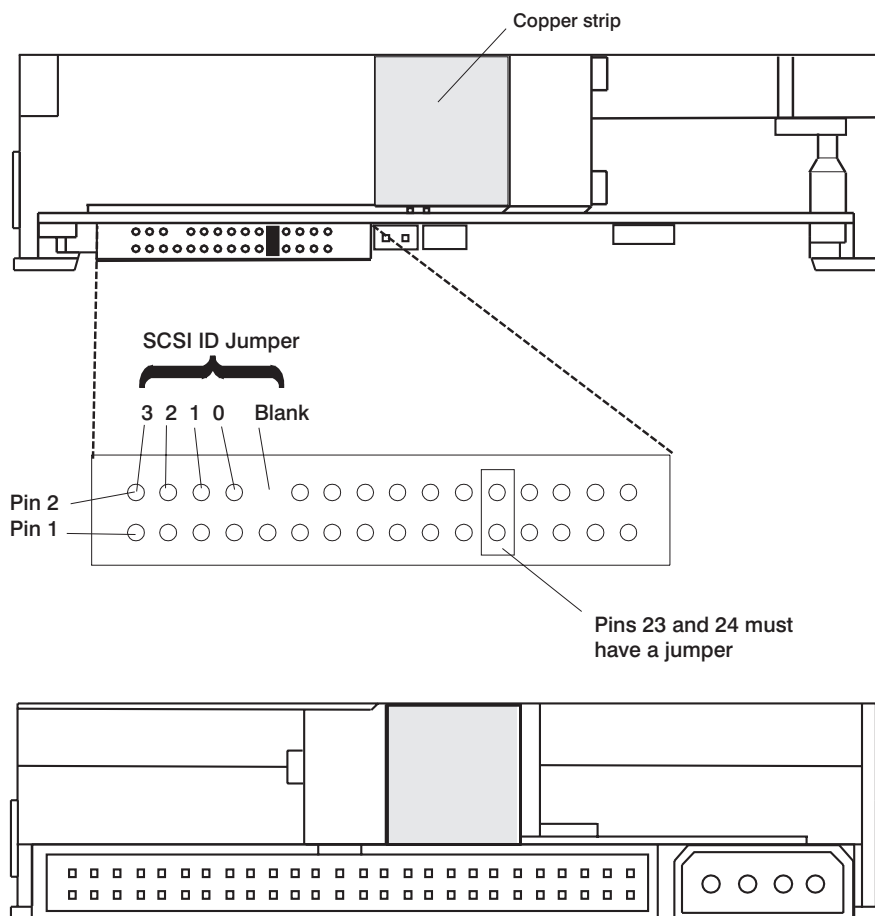 Copper strip
SCSI ID Jumper
3 2 1 0 Blank
Pin 2
Pin 1
Pins 23 and 24 must
have a jumper